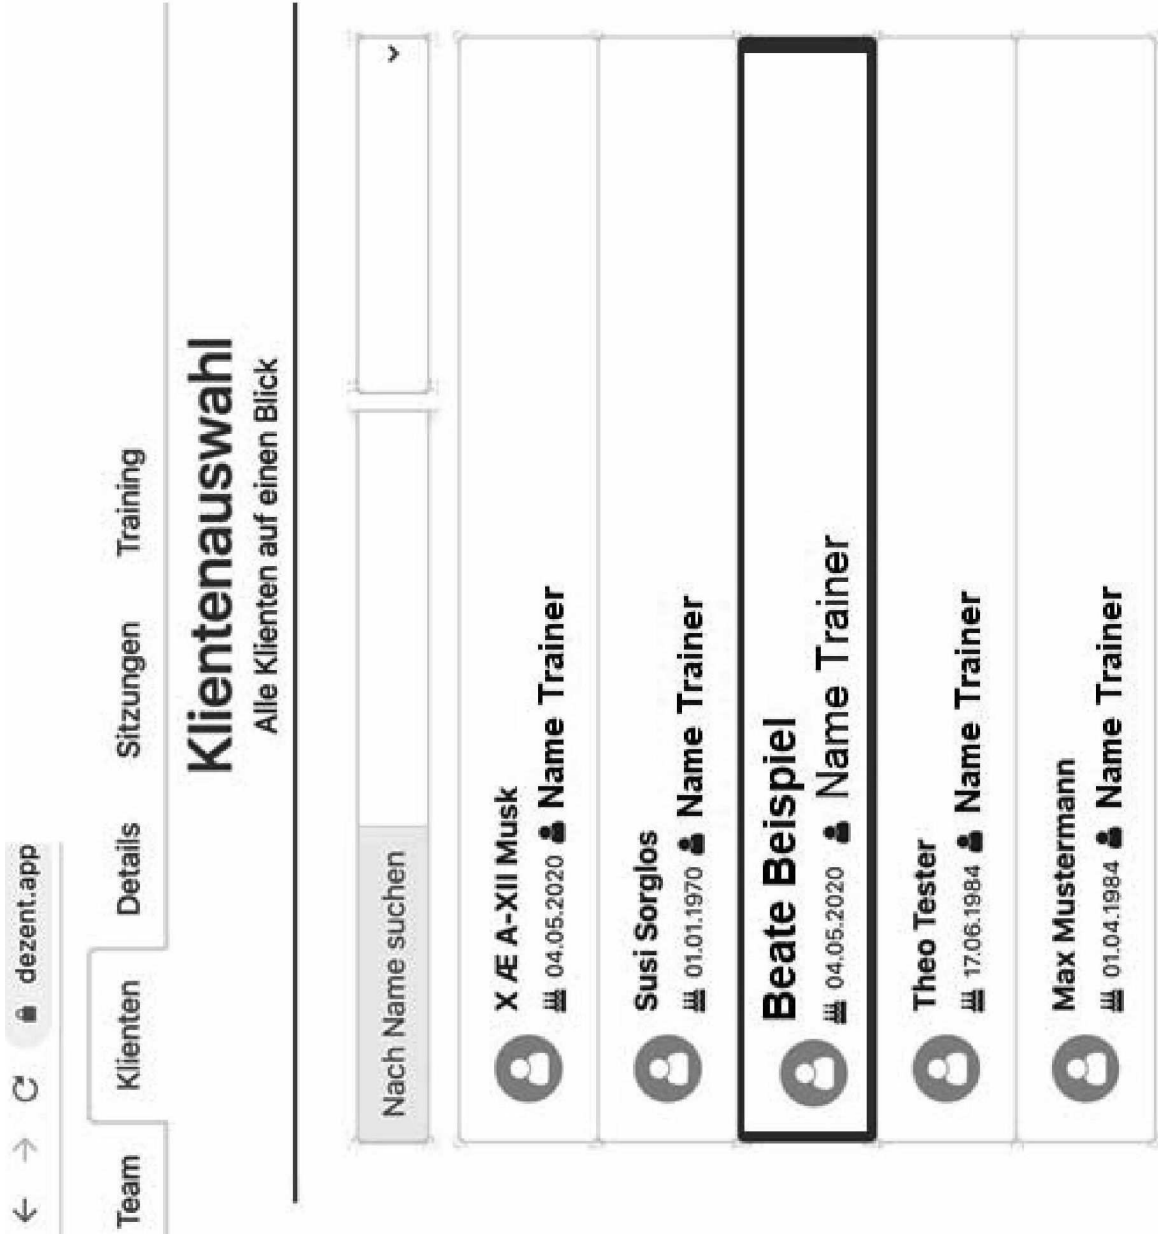 dezent.app
Team Klienten Details Sitzungen Training
Klientenauswahl
Alle Klienten auf einen Blick
Nach Name suchen
X Æ A-XII Musk
04.05.2020 Name Trainer
Susi Sorglos
01.01.1970 Name Trainer
Beate Beispiel
04.05.2020 Name Trainer
Theo Tester
17.06.1984 Name Trainer
Max Mustermann
01.04.1984 Name Trainer